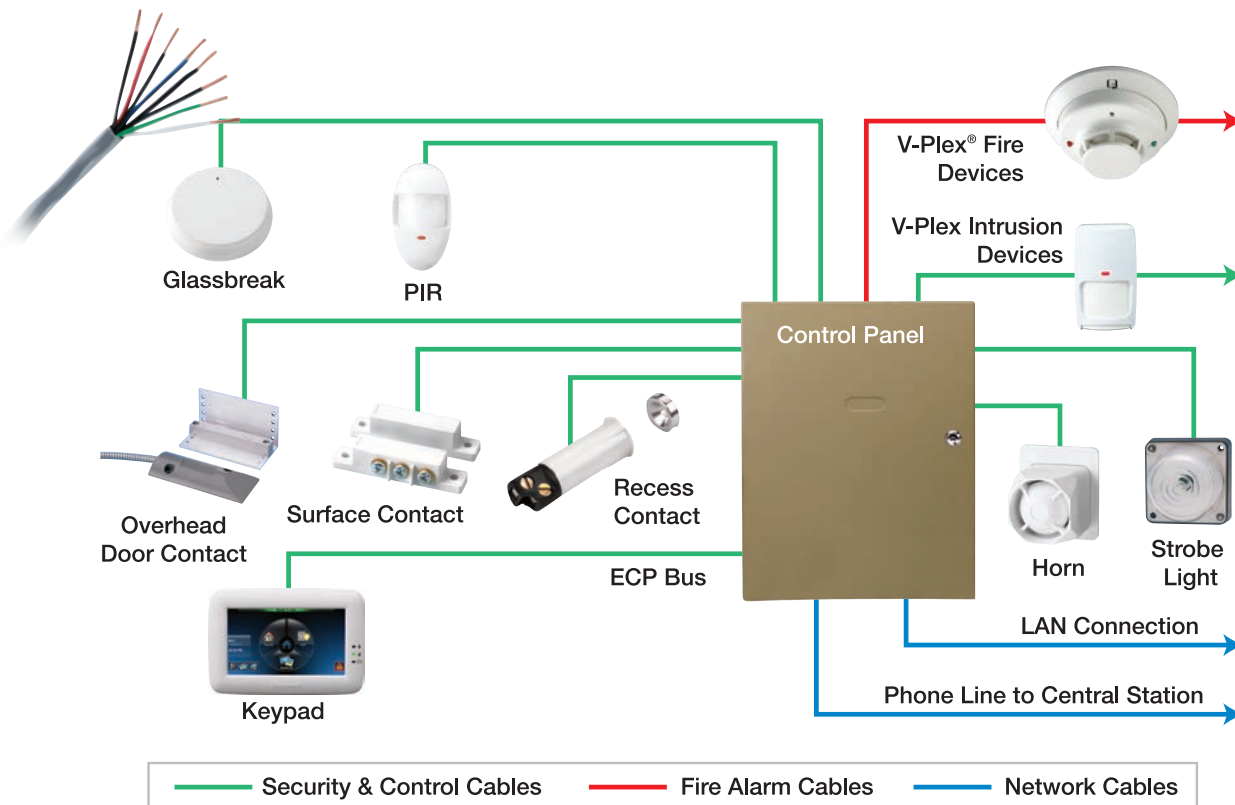 V-Plex® Fire
Devices
V-Plex Intrusion
Devices
Glassbreak
PIR
Control Panel
Overhead
Door Contact
Surface Contact
Recess
Contact
Horn
Strobe
Light
ECP Bus
Keypad
LAN Connection
Phone Line to Central Station
Security & Control Cables
Fire Alarm Cables
Network Cables